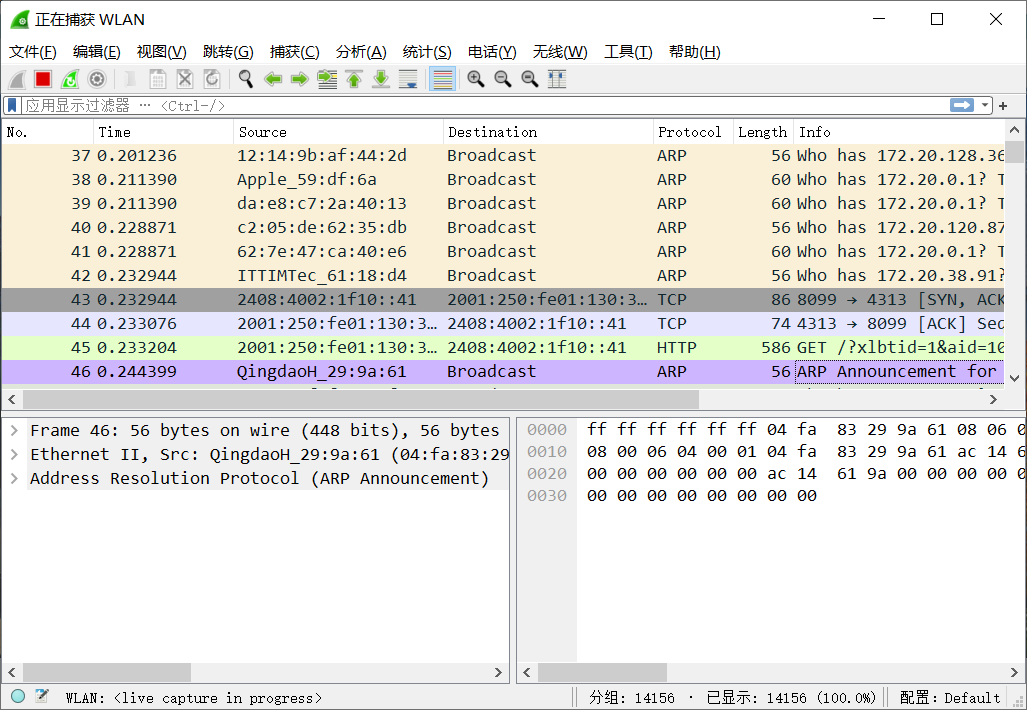 正在捕获 WLAN
文件(F) 编辑(E) 视图(V) 跳转(G) 捕获(C) 分析(A) 统计(S) 电话(Y) 无线(W) 工具(T) 帮助(H)
应用显示过滤器 … <Ctrl-/> +
No. Time Source Destination Protocol Length Info
37 0.201236 12:14:9b:af:44:2d Broadcast ARP 56 Who has 172.20.128.36
38 0.211390 Apple_59:df:6a Broadcast ARP 60 Who has 172.20.0.1? T
39 0.211390 da:e8:c7:2a:40:13 Broadcast ARP 60 Who has 172.20.0.1? T
40 0.228871 c2:05:de:62:35:db Broadcast ARP 56 Who has 172.20.120.87
41 0.228871 62:7e:47:ca:40:e6 Broadcast ARP 60 Who has 172.20.0.1? T
42 0.232944 ITTIMTec_61:18:d4 Broadcast ARP 56 Who has 172.20.38.91?
43 0.232944 2408:4002:1f10::41 2001:250:fe01:130:3… TCP 86 8099 → 4313 [SYN, ACK
44 0.233076 2001:250:fe01:130:3… 2408:4002:1f10::41 TCP 74 4313 → 8099 [ACK] Seq
45 0.233204 2001:250:fe01:130:3… 2408:4002:1f10::41 HTTP 586 GET /?xlbtid=1&aid=10
46 0.244399 QingdaoH_29:9a:61 Broadcast ARP 56 ARP Announcement for
Frame 46: 56 bytes on wire (448 bits), 56 bytes
Ethernet II, Src: QingdaoH_29:9a:61 (04:fa:83:29
Address Resolution Protocol (ARP Announcement)
0000 ff ff ff ff ff ff 04 fa 83 29 9a 61 08 06 0
0010 08 00 06 04 00 01 04 fa 83 29 9a 61 ac 14 6
0020 00 00 00 00 00 00 ac 14 61 9a 00 00 00 00 0
0030 00 00 00 00 00 00 00 00
WLAN: <live capture in progress> 分组: 14156 · 已显示: 14156 (100.0%) 配置: Default